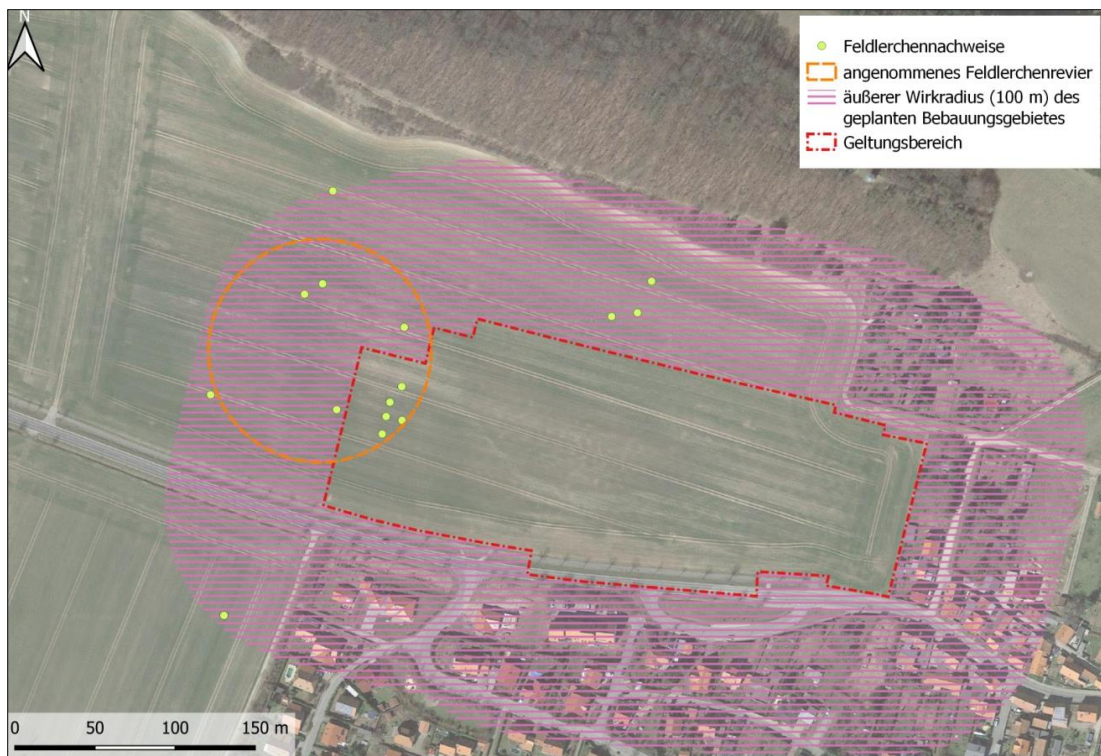 N
Feldlerchennachweise
angenommenes Feldlerchenrevier
äußerer Wirkradius (100 m) des
geplanten Bebauungsgebietes
Geltungsbereich
0 50 100 150 m